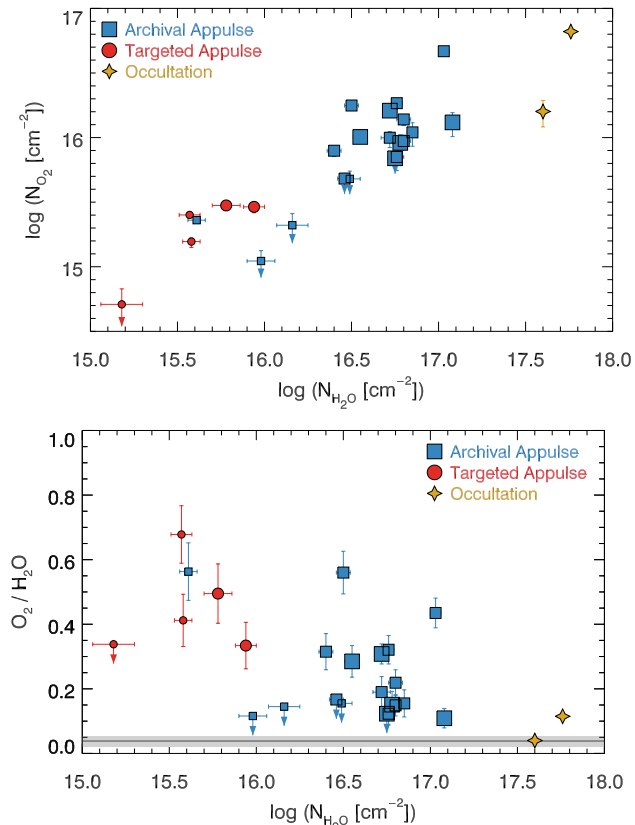 17
Archival Appulse
Targeted Appulse
Occultation
16
15
log (N_O₂ [cm⁻²])
15.0 15.5 16.0 16.5 17.0 17.5 18.0
log (N_H₂O [cm⁻²])
1.0
Archival Appulse
Targeted Appulse
Occultation
0.8
0.6
0.4
0.2
0.0
O₂ / H₂O
15.0 15.5 16.0 16.5 17.0 17.5 18.0
log (N_H₂O [cm⁻²])